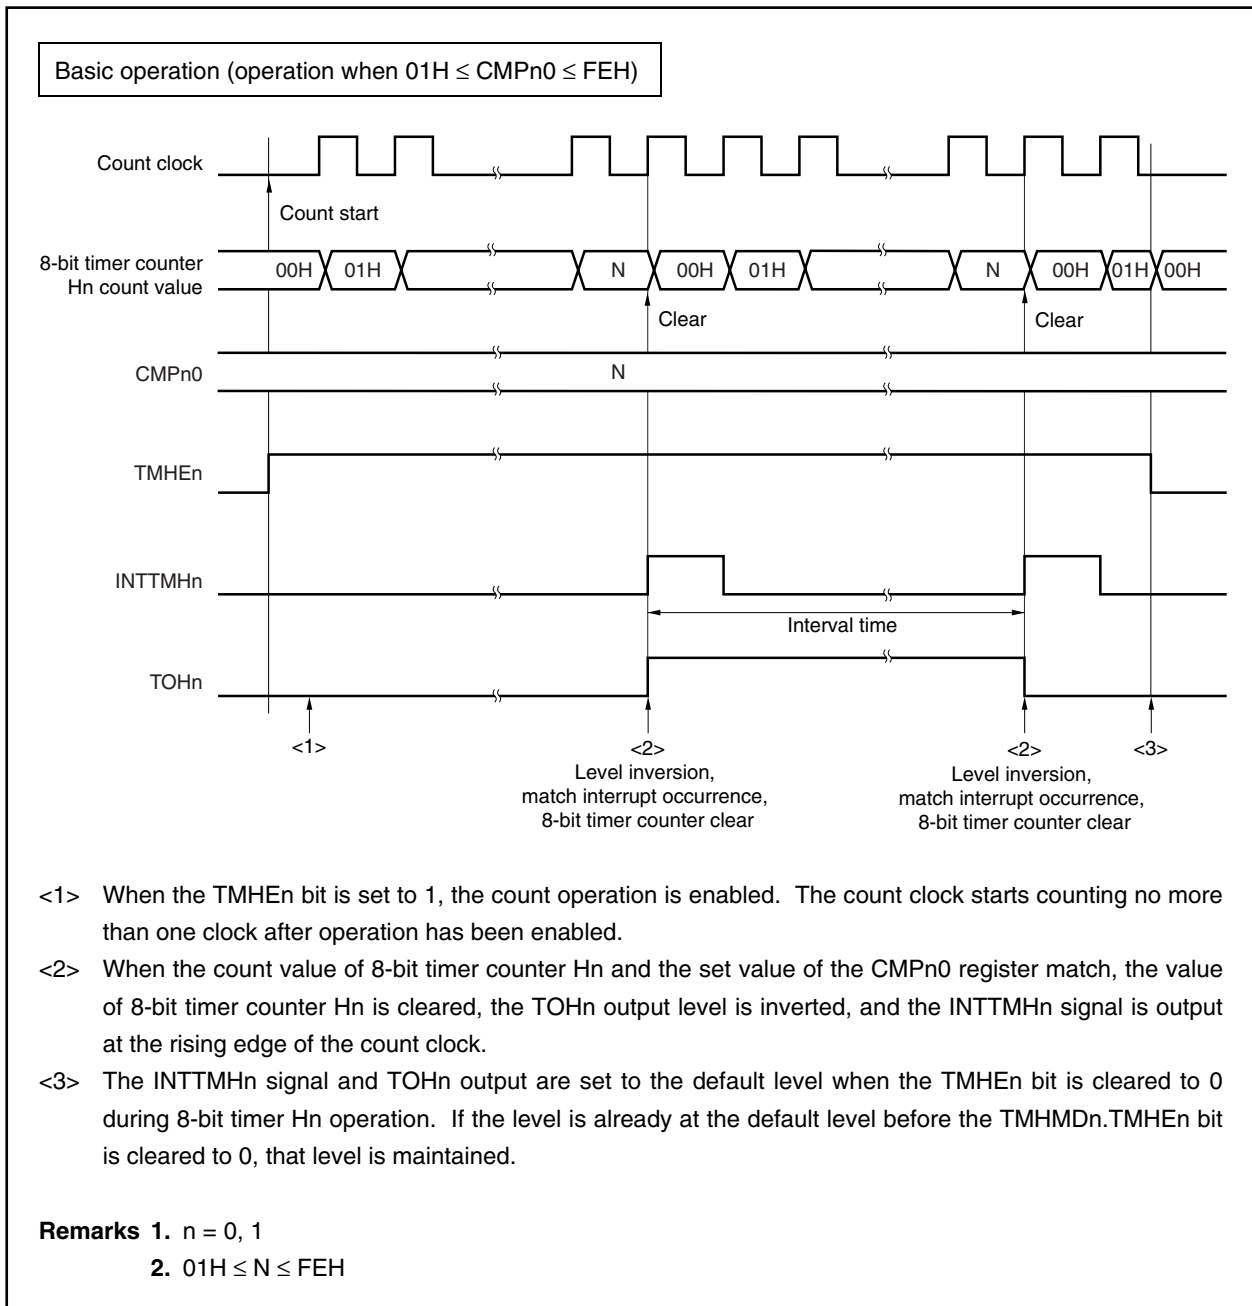 Basic operation (operation when 01H ≤ CMPn0 ≤ FEH)
Count clock
Count start
8-bit timer counter
Hn count value
00H 01H N 00H 01H N 00H 01H 00H
Clear Clear
CMPn0 N
TMHEn
INTTMHn
Interval time
TOHn
<1> <2> <2> <3>
Level inversion,
match interrupt occurrence,
8-bit timer counter clear
Level inversion,
match interrupt occurrence,
8-bit timer counter clear
<1> When the TMHEn bit is set to 1, the count operation is enabled. The count clock starts counting no more
than one clock after operation has been enabled.
<2> When the count value of 8-bit timer counter Hn and the set value of the CMPn0 register match, the value
of 8-bit timer counter Hn is cleared, the TOHn output level is inverted, and the INTTMHn signal is output
at the rising edge of the count clock.
<3> The INTTMHn signal and TOHn output are set to the default level when the TMHEn bit is cleared to 0
during 8-bit timer Hn operation. If the level is already at the default level before the TMHMDn.TMHEn bit
is cleared to 0, that level is maintained.
Remarks 1. n = 0, 1
2. 01H ≤ N ≤ FEH